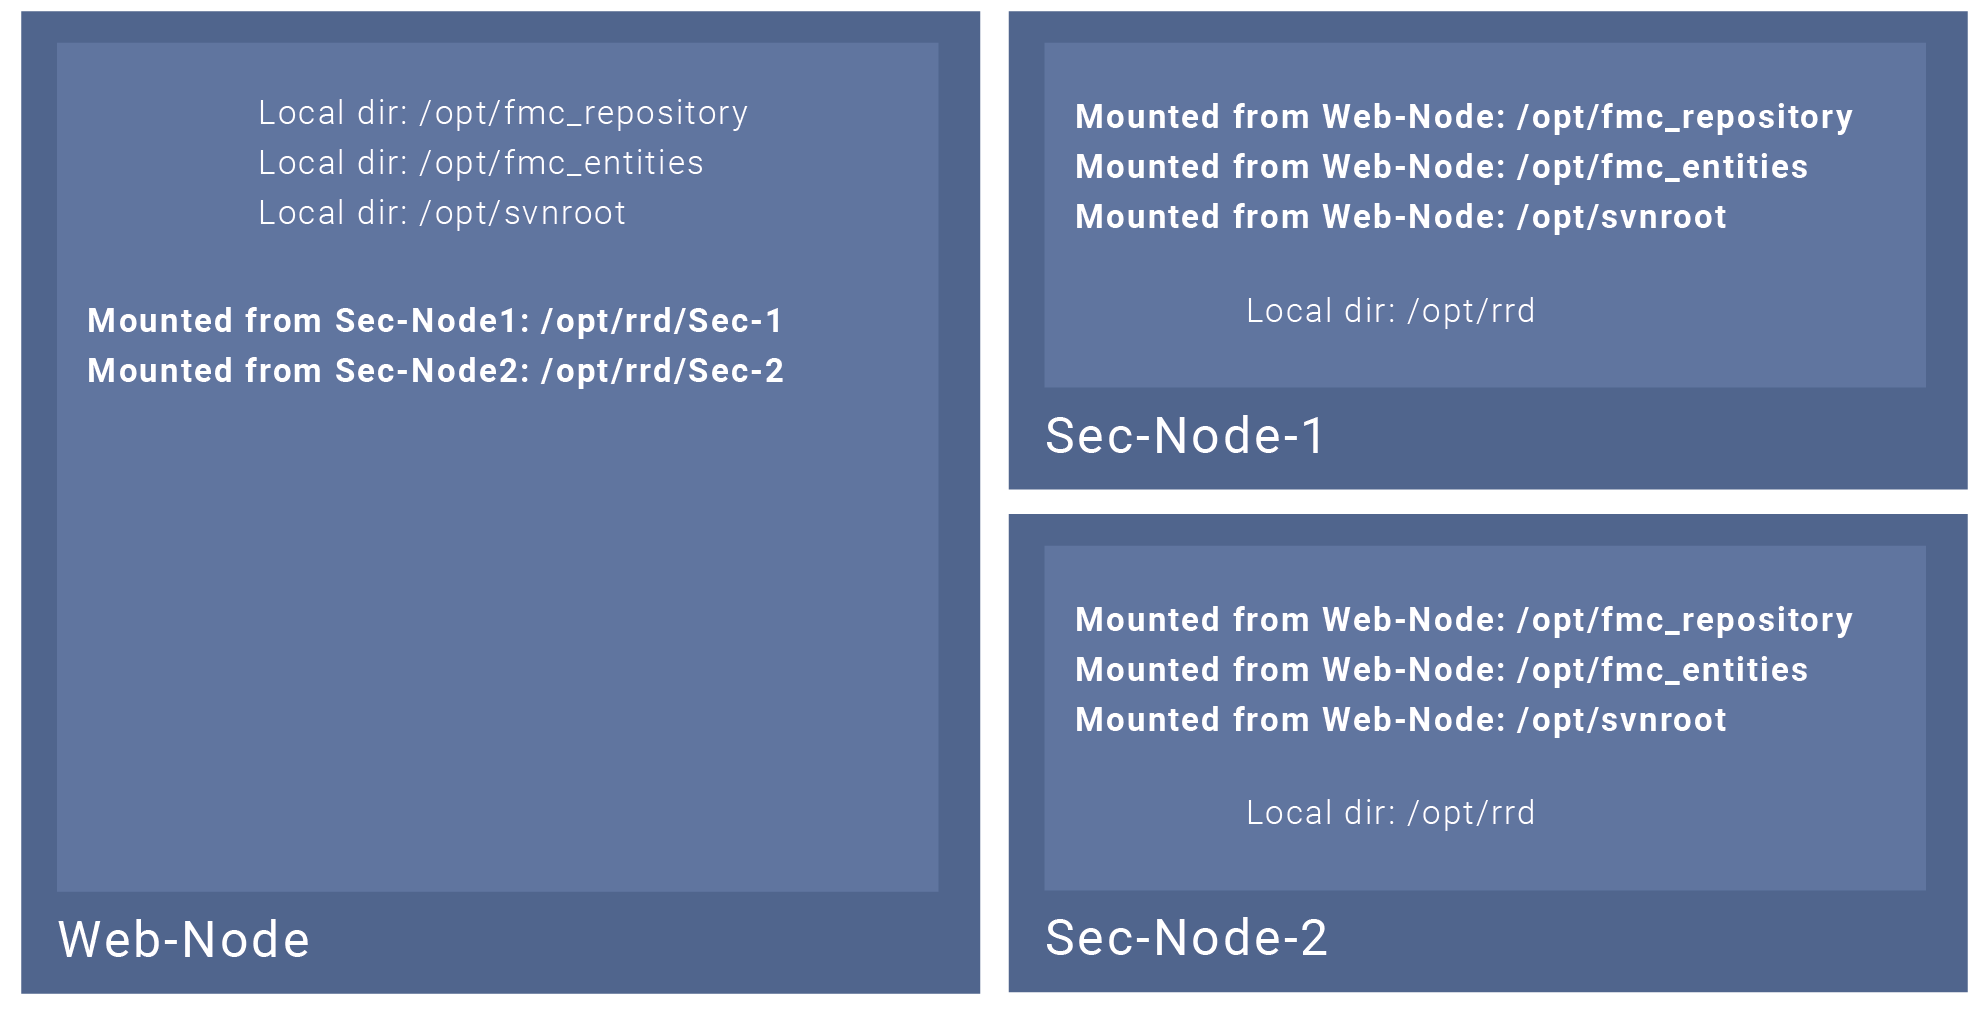 Local dir: /opt/fmc_repository
Local dir: /opt/fmc_entities
Local dir: /opt/svnroot
Mounted from Sec-Node1: /opt/rrd/Sec-1
Mounted from Sec-Node2: /opt/rrd/Sec-2
Web-Node
Mounted from Web-Node: /opt/fmc_repository
Mounted from Web-Node: /opt/fmc_entities
Mounted from Web-Node: /opt/svnroot
Local dir: /opt/rrd
Sec-Node-1
Mounted from Web-Node: /opt/fmc_repository
Mounted from Web-Node: /opt/fmc_entities
Mounted from Web-Node: /opt/svnroot
Local dir: /opt/rrd
Sec-Node-2